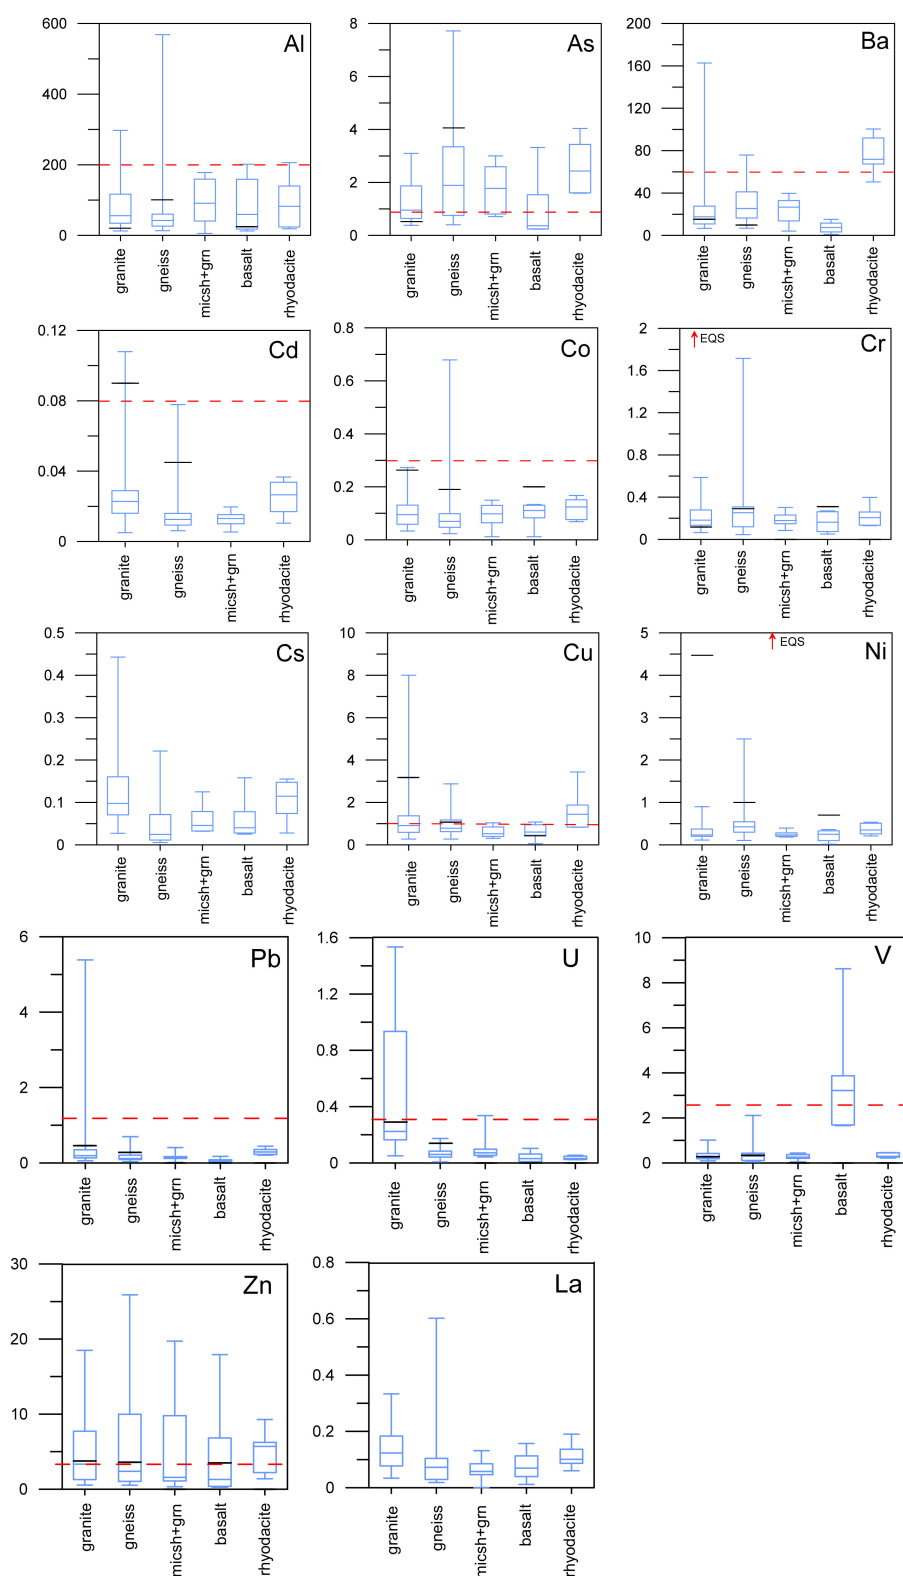 Al
600
400
200
0
granite
gneiss
micsh+grn
basalt
rhyodacite
As
8
6
4
2
0
granite
gneiss
micsh+grn
basalt
rhyodacite
Ba
200
160
120
80
40
0
granite
gneiss
micsh+grn
basalt
rhyodacite
Cd
0.12
0.08
0.04
0
granite
gneiss
micsh+grn
rhyodacite
Co
0.8
0.6
0.4
0.2
0
granite
gneiss
micsh+grn
basalt
rhyodacite
Cr
EQS
2
1.6
1.2
0.8
0.4
0
granite
gneiss
micsh+grn
basalt
rhyodacite
Cs
0.5
0.4
0.3
0.2
0.1
0
granite
gneiss
micsh+grn
basalt
rhyodacite
Cu
10
8
6
4
2
0
granite
gneiss
micsh+grn
basalt
rhyodacite
Ni
EQS
5
4
3
2
1
0
granite
gneiss
micsh+grn
basalt
rhyodacite
Pb
6
4
2
0
granite
gneiss
micsh+grn
basalt
rhyodacite
U
1.6
1.2
0.8
0.4
0
granite
gneiss
micsh+grn
basalt
rhyodacite
V
10
8
6
4
2
0
granite
gneiss
micsh+grn
basalt
rhyodacite
Zn
30
20
10
0
granite
gneiss
micsh+grn
basalt
rhyodacite
La
0.8
0.6
0.4
0.2
0
granite
gneiss
micsh+grn
basalt
rhyodacite